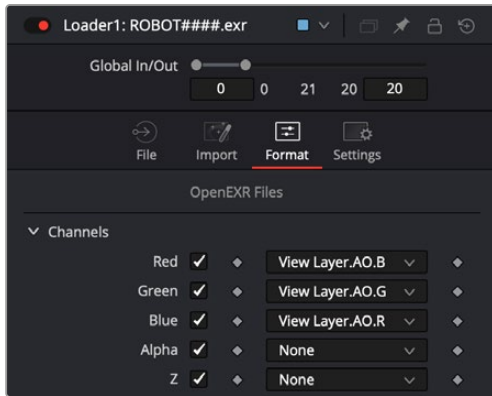 Loader1: ROBOT####.exr
Global In/Out
0 0 21 20 20
File Import Format Settings
OpenEXR Files
Channels
Red View Layer.AO.B
Green View Layer.AO.G
Blue View Layer.AO.R
Alpha None
Z None